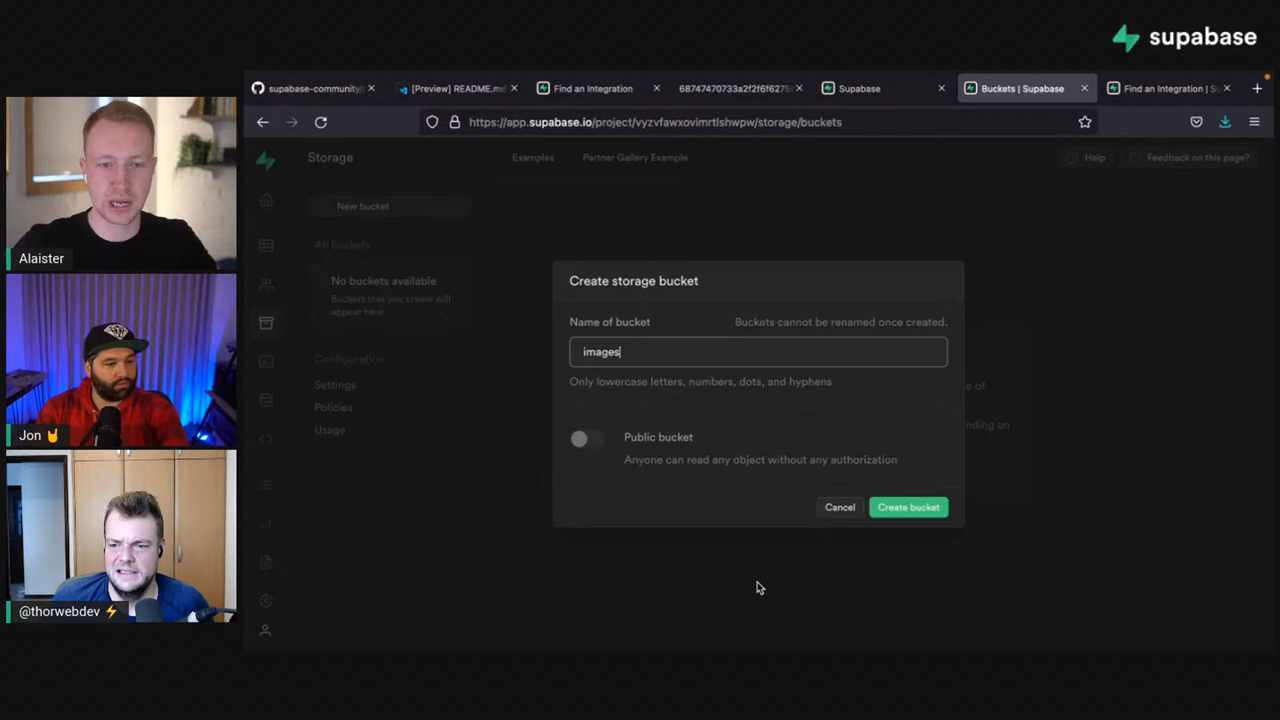 supabase
supabase-community/
[Preview] README.md
Find an Integration
68747470733a2f2f6f6275
Supabase
Buckets | Supabase
Find an Integration | S
https://app.supabase.io/project/vyzvfawxovimrtlshwpw/storage/buckets
Storage
Examples
Partner Gallery Example
Help
Feedback on this page?
New bucket
All buckets
No buckets available
Buckets that you create will
appear here
Configuration
Settings
Policies
Usage
Create storage bucket
Name of bucket
Buckets cannot be renamed once created.
images
Only lowercase letters, numbers, dots, and hyphens
Public bucket
Anyone can read any object without any authorization
Cancel
Create bucket
e of
nding on
Alaister
Jon 🤘
@thorwebdev ⚡